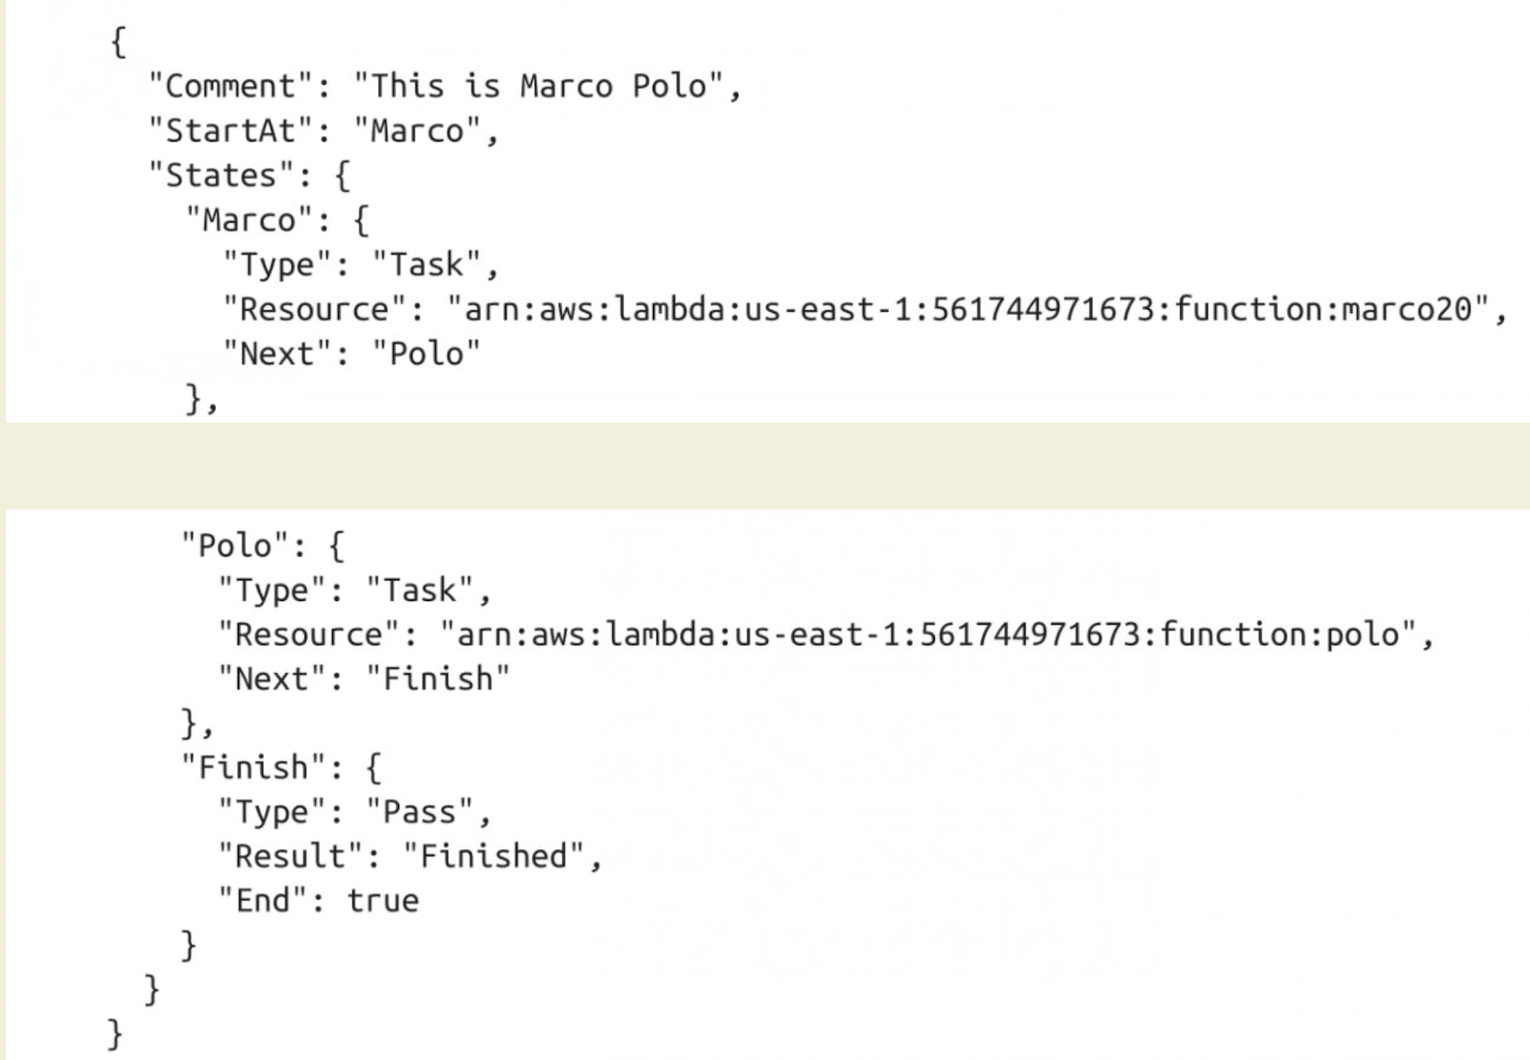 {
  "Comment": "This is Marco Polo",
  "StartAt": "Marco",
  "States": {
    "Marco": {
      "Type": "Task",
      "Resource": "arn:aws:lambda:us-east-1:561744971673:function:marco20",
      "Next": "Polo"
    },
    "Polo": {
      "Type": "Task",
      "Resource": "arn:aws:lambda:us-east-1:561744971673:function:polo",
      "Next": "Finish"
    },
    "Finish": {
      "Type": "Pass",
      "Result": "Finished",
      "End": true
    }
  }
}